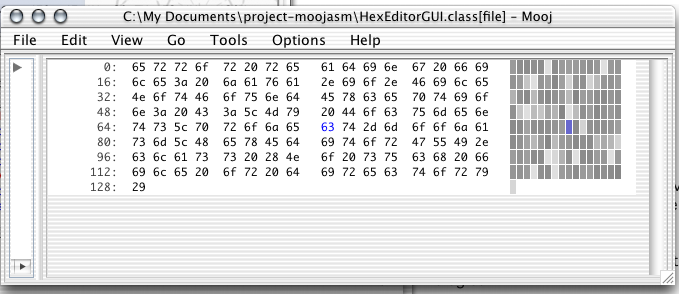 C:\My Documents\project-moojasm\HexEditorGUI.class[file] - Mooj
File Edit View Go Tools Options Help
0: 65 72 72 6f 72 20 72 65 61 64 69 6e 67 20 66 69
16: 6c 65 3a 20 6a 61 76 61 2e 69 6f 2e 46 69 6c 65
32: 4e 6f 74 46 6f 75 6e 64 45 78 63 65 70 74 69 6f
48: 6e 3a 20 43 3a 5c 4d 79 20 44 6f 63 75 6d 65 6e
64: 74 73 5c 70 72 6f 6a 65 63 74 2d 6d 6f 6f 6a 61
80: 73 6d 5c 48 65 78 45 64 69 74 6f 72 47 55 49 2e
96: 63 6c 61 73 73 20 28 4e 6f 20 73 75 63 68 20 66
112: 69 6c 65 20 6f 72 20 64 69 72 65 63 74 6f 72 79
128: 29